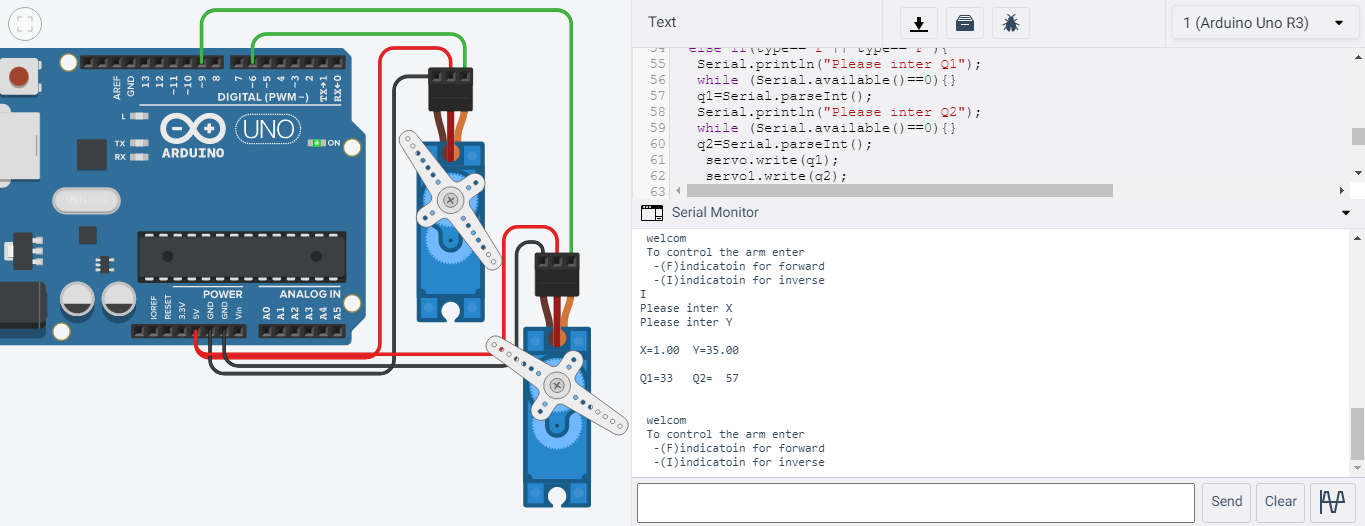 Text
1 (Arduino Uno R3)
AREF
GND
13
12
~11
~10
~9
8
7
~6
~5
4
~3
2
TX→1
RX←0
DIGITAL (PWM~)
L
TX
RX
ARDUINO
UNO
ON
IOREF
RESET
3.3V
5V
GND
GND
Vin
POWER
ANALOG IN
A0
A1
A2
A3
A4
A5
54 else if(type==
55 Serial.println("Please inter Q1");
56 while (Serial.available()==0){}
57 q1=Serial.parseInt();
58 Serial.println("Please inter Q2");
59 while (Serial.available()==0){}
60 q2=Serial.parseInt();
61 servo.write(q1);
62 servo1.write(q2);
63
Serial Monitor
welcom
To control the arm enter
-(F)indicatoin for forward
-(I)indicatoin for inverse
I
Please inter X
Please inter Y
X=1.00 Y=35.00
Q1=33 Q2= 57
welcom
To control the arm enter
-(F)indicatoin for forward
-(I)indicatoin for inverse
Send
Clear